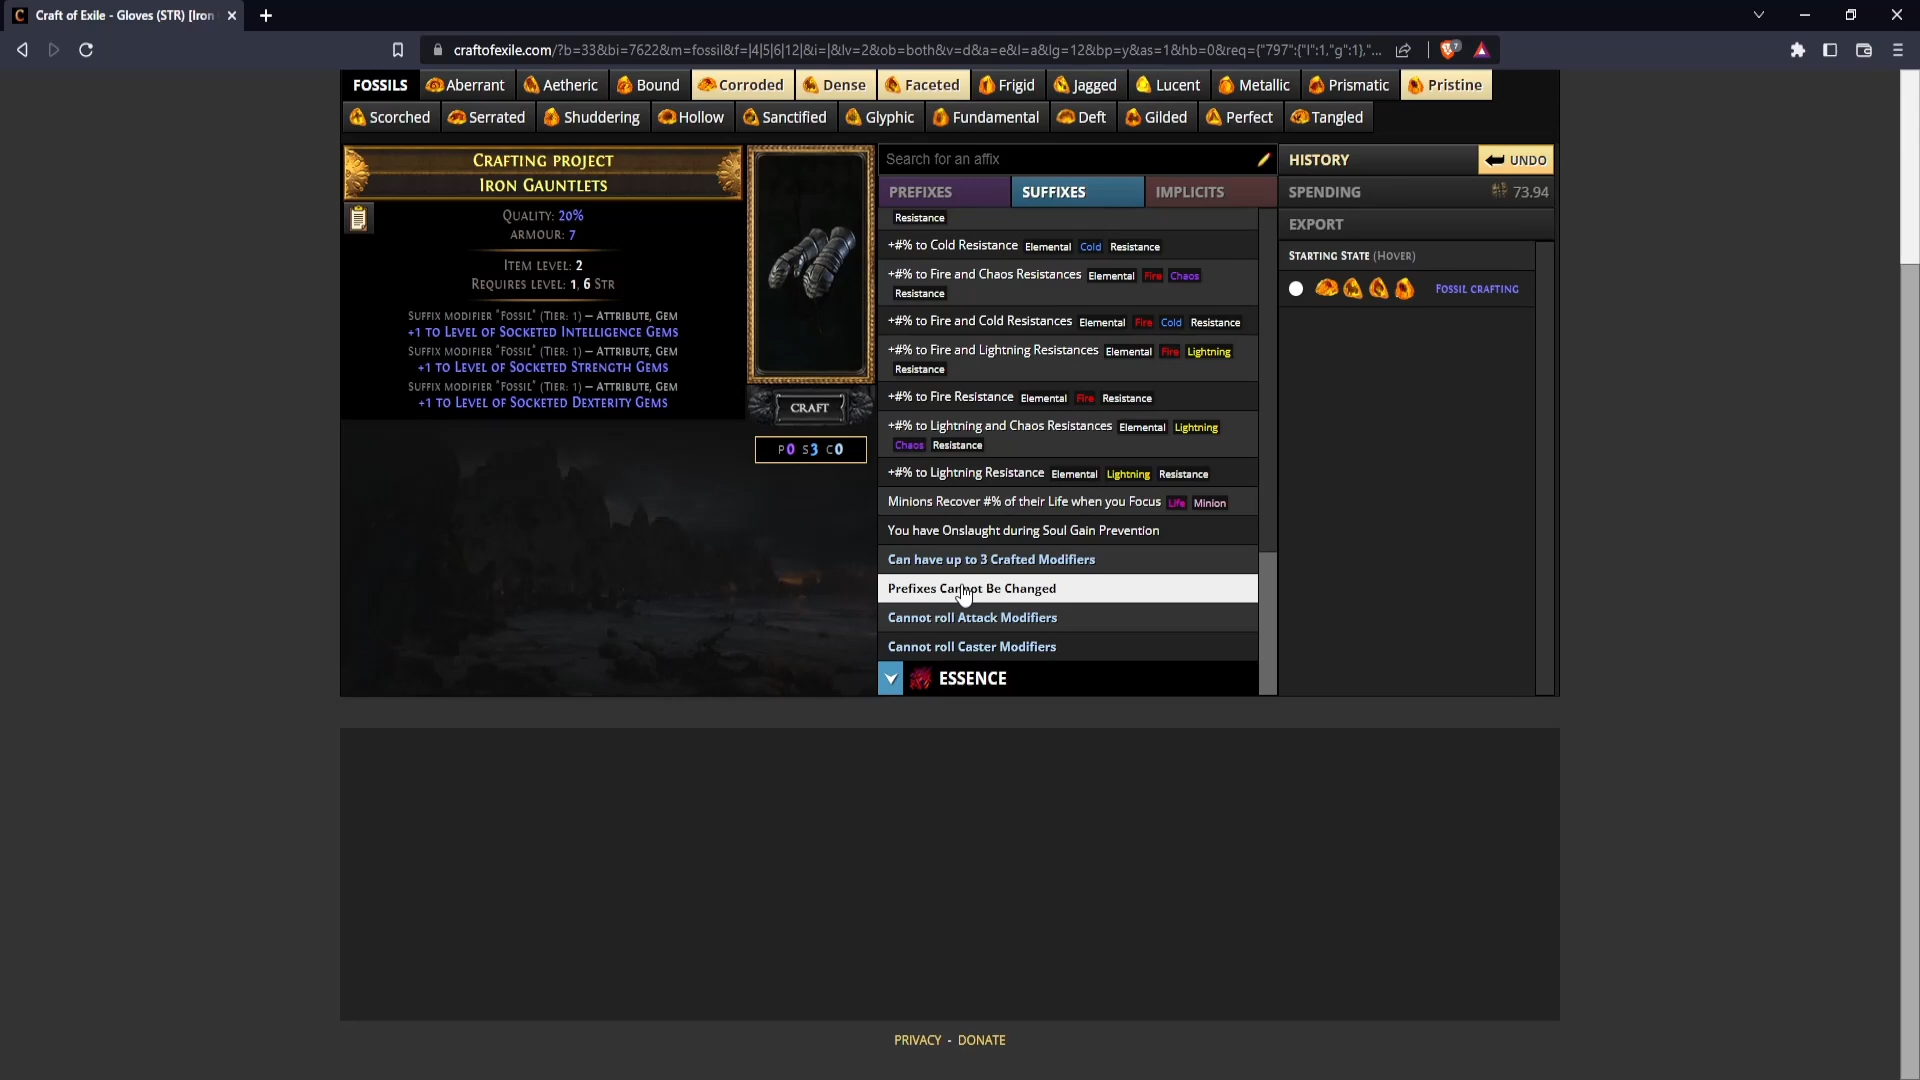 Craft of Exile - Gloves (STR) [Iron
craftofexile.com/?b=33&bi=7622&m=fossil&f=|4|5|6|12|&i=|&lv=2&ob=both&v=d&a=e&l=a&lg=12&bp=y&as=1&hb=0&req={"797":{"l":1,"g":1},"...
7
FOSSILS Aberrant Aetheric Bound Corroded Dense Faceted Frigid Jagged Lucent Metallic Prismatic Pristine
Scorched Serrated Shuddering Hollow Sanctified Glyphic Fundamental Deft Gilded Perfect Tangled
CRAFTING PROJECT
IRON GAUNTLETS
QUALITY: 20%
ARMOUR: 7
ITEM LEVEL: 2
REQUIRES LEVEL: 1, 6 STR
SUFFIX MODIFIER "FOSSIL" (TIER: 1) — ATTRIBUTE, GEM
+1 TO LEVEL OF SOCKETED INTELLIGENCE GEMS
SUFFIX MODIFIER "FOSSIL" (TIER: 1) — ATTRIBUTE, GEM
+1 TO LEVEL OF SOCKETED STRENGTH GEMS
SUFFIX MODIFIER "FOSSIL" (TIER: 1) — ATTRIBUTE, GEM
+1 TO LEVEL OF SOCKETED DEXTERITY GEMS
CRAFT
P0 S3 C0
Search for an affix
PREFIXES SUFFIXES IMPLICITS
Resistance
+#% to Cold Resistance Elemental Cold Resistance
+#% to Fire and Chaos Resistances Elemental Fire Chaos
Resistance
+#% to Fire and Cold Resistances Elemental Fire Cold Resistance
+#% to Fire and Lightning Resistances Elemental Fire Lightning
Resistance
+#% to Fire Resistance Elemental Fire Resistance
+#% to Lightning and Chaos Resistances Elemental Lightning
Chaos Resistance
+#% to Lightning Resistance Elemental Lightning Resistance
Minions Recover #% of their Life when you Focus Life Minion
You have Onslaught during Soul Gain Prevention
Can have up to 3 Crafted Modifiers
Prefixes Cannot Be Changed
Cannot roll Attack Modifiers
Cannot roll Caster Modifiers
ESSENCE
HISTORY UNDO
SPENDING 73.94
EXPORT
STARTING STATE (HOVER)
FOSSIL CRAFTING
PRIVACY - DONATE